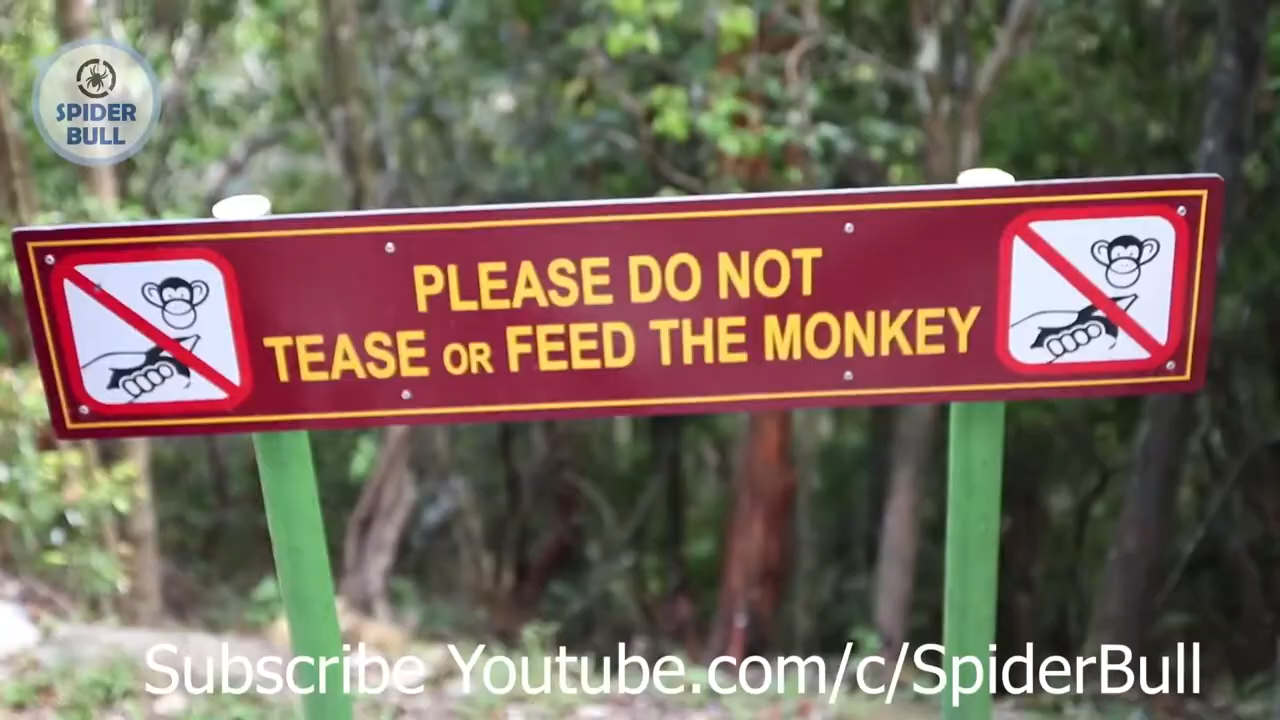 SPIDER
BULL
PLEASE DO NOT
TEASE OR FEED THE MONKEY
Subscribe Youtube.com/c/SpiderBull